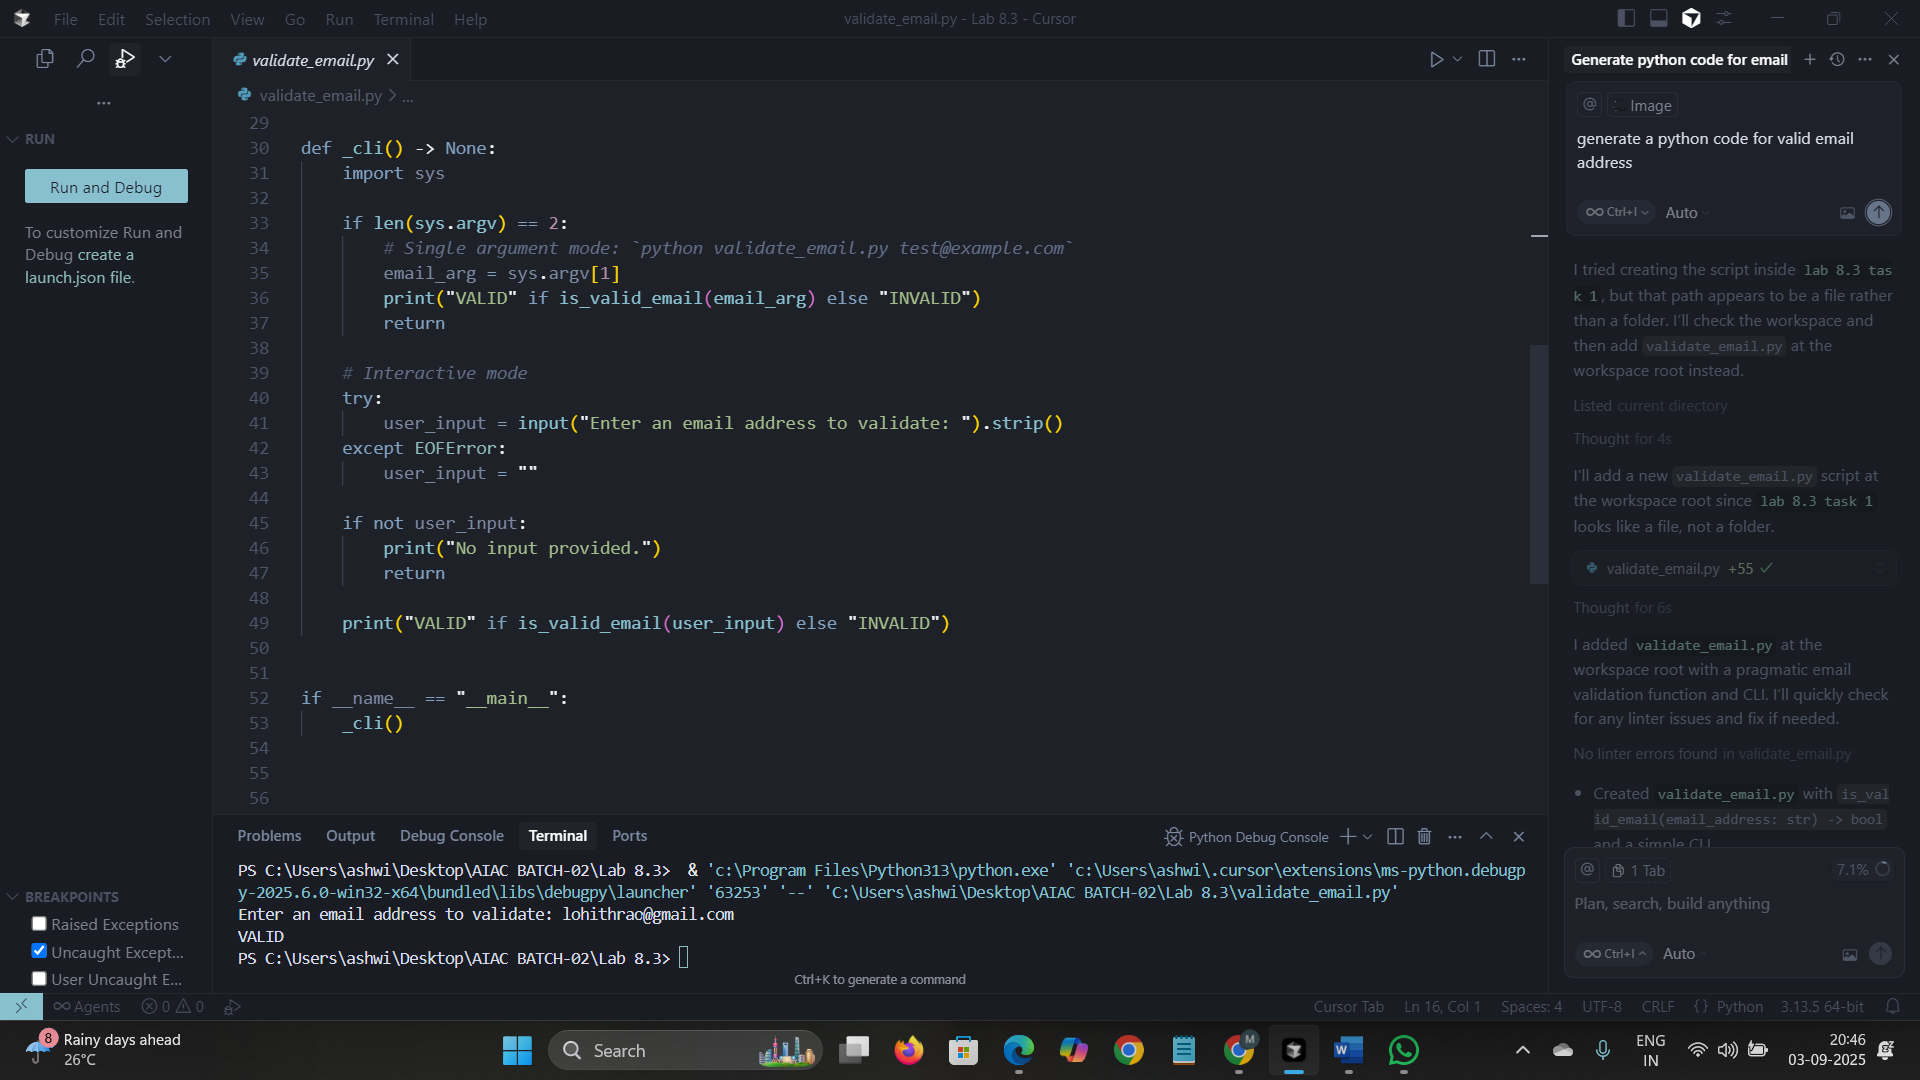 File Edit Selection View Go Run Terminal Help
validate_email.py - Lab 8.3 - Cursor
RUN
Run and Debug
To customize Run and
Debug create a
launch.json file.
BREAKPOINTS
Raised Exceptions
Uncaught Except...
User Uncaught E...
validate_email.py
validate_email.py > ...
29
30 def _cli() -> None:
31     import sys
32
33     if len(sys.argv) == 2:
34         # Single argument mode: `python validate_email.py test@example.com`
35         email_arg = sys.argv[1]
36         print("VALID" if is_valid_email(email_arg) else "INVALID")
37         return
38
39     # Interactive mode
40     try:
41         user_input = input("Enter an email address to validate: ").strip()
42     except EOFError:
43         user_input = ""
44
45     if not user_input:
46         print("No input provided.")
47         return
48
49     print("VALID" if is_valid_email(user_input) else "INVALID")
50
51
52 if __name__ == "__main__":
53     _cli()
54
55
56
Problems Output Debug Console Terminal Ports
Python Debug Console
PS C:\Users\ashwi\Desktop\AIAC BATCH-02\Lab 8.3>  & 'c:\Program Files\Python313\python.exe' 'c:\Users\ashwi\.cursor\extensions\ms-python.debugp
y-2025.6.0-win32-x64\bundled\libs\debugpy\launcher' '63253' '--' 'C:\Users\ashwi\Desktop\AIAC BATCH-02\Lab 8.3\validate_email.py'
Enter an email address to validate: lohithrao@gmail.com
VALID
PS C:\Users\ashwi\Desktop\AIAC BATCH-02\Lab 8.3>
Ctrl+K to generate a command
Generate python code for email
@ Image
generate a python code for valid email
address
∞ Ctrl+I Auto
I tried creating the script inside lab 8.3 tas
k 1, but that path appears to be a file rather
than a folder. I'll check the workspace and
then add validate_email.py at the
workspace root instead.
Listed current directory
Thought for 4s
I'll add a new validate_email.py script at
the workspace root since lab 8.3 task 1
looks like a file, not a folder.
validate_email.py +55
Thought for 6s
I added validate_email.py at the
workspace root with a pragmatic email
validation function and CLI. I'll quickly check
for any linter issues and fix if needed.
No linter errors found in validate_email.py
• Created validate_email.py with is_val
id_email(email_address: str) -> bool
and a simple CLI
@ 1 Tab 7.1%
Plan, search, build anything
∞ Ctrl+I Auto
∞ Agents 0 0
Cursor Tab Ln 16, Col 1 Spaces: 4 UTF-8 CRLF {} Python 3.13.5 64-bit
8
Rainy days ahead
26°C
Search
M
ENG
IN
20:46
03-09-2025